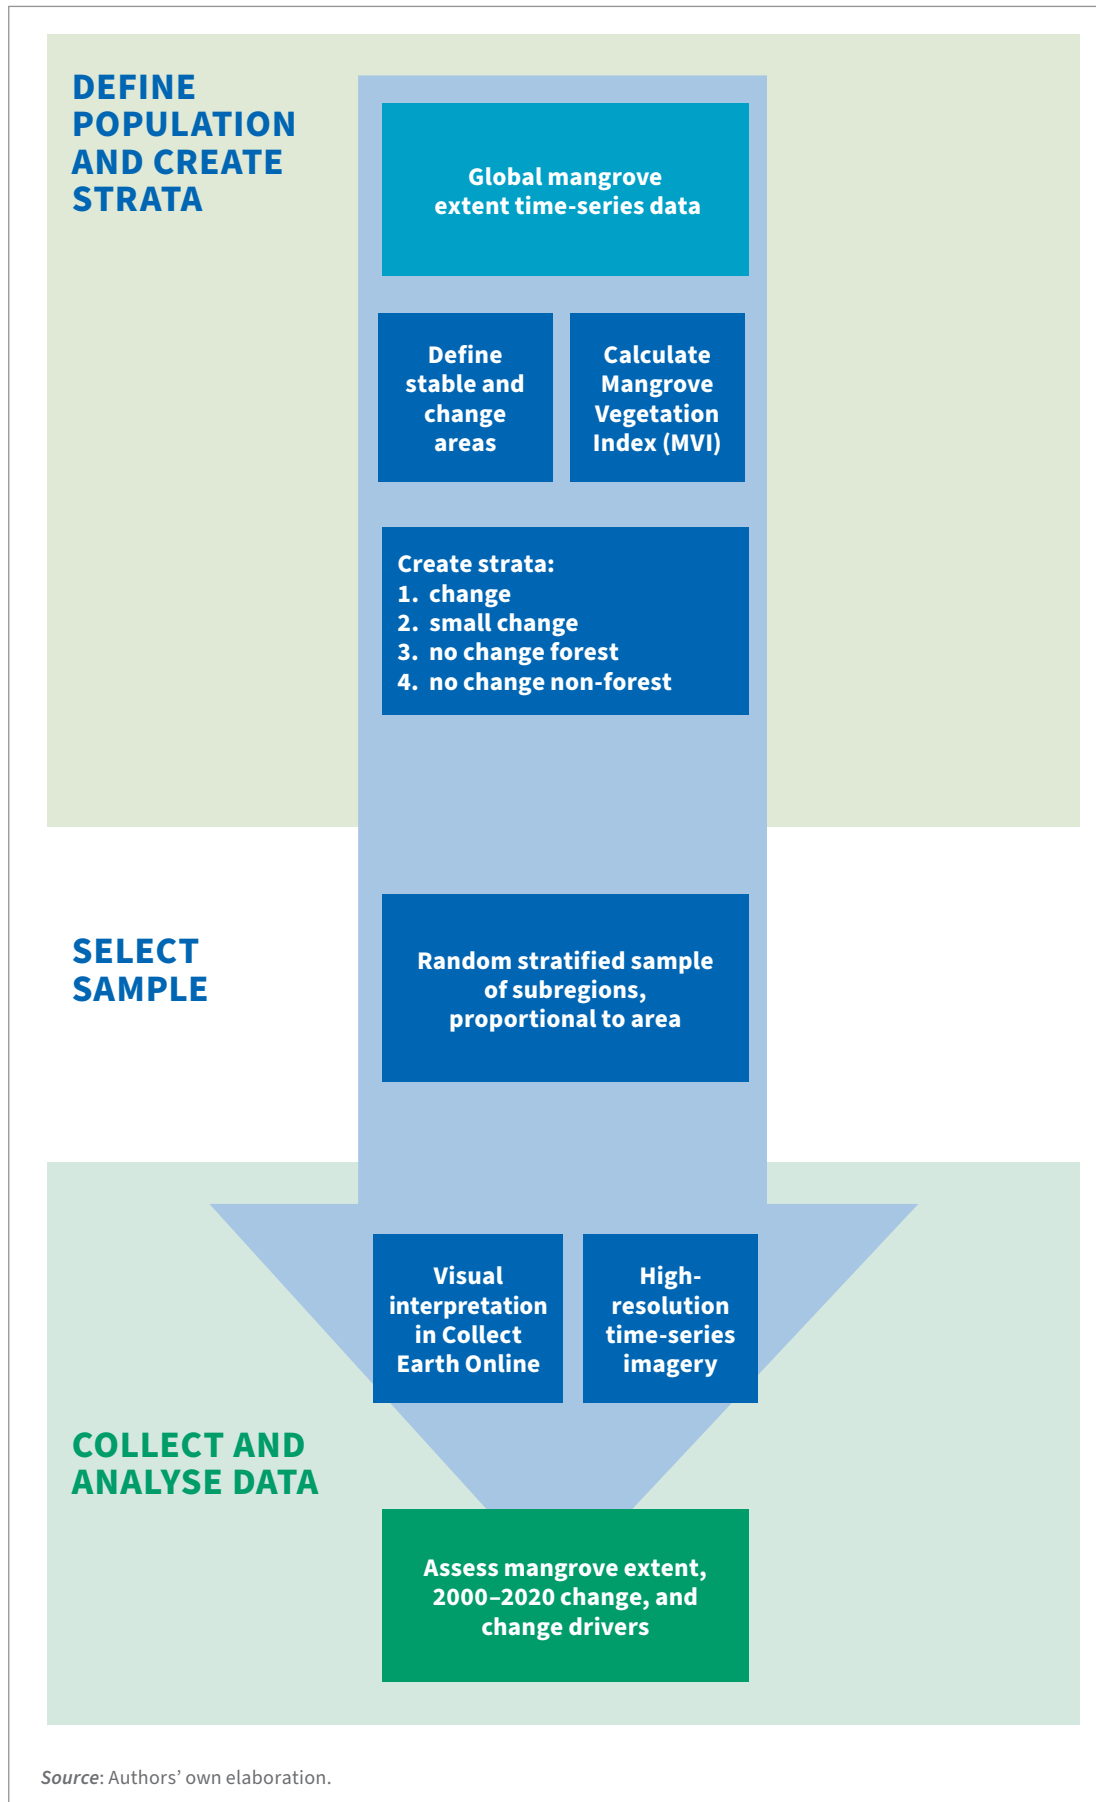 DEFINE
POPULATION
AND CREATE
STRATA
Global mangrove
extent time-series data
Define
stable and
change
areas
Calculate
Mangrove
Vegetation
Index (MVI)
Create strata:
1. change
2. small change
3. no change forest
4. no change non-forest
SELECT
SAMPLE
Random stratified sample
of subregions,
proportional to area
Visual
interpretation
in Collect
Earth Online
High-
resolution
time-series
imagery
COLLECT AND
ANALYSE DATA
Assess mangrove extent,
2000–2020 change, and
change drivers
Source: Authors’ own elaboration.